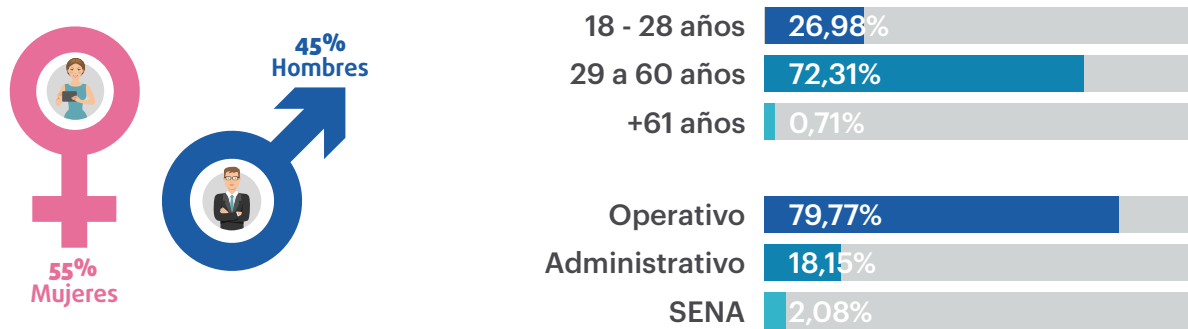 45%
Hombres
55%
Mujeres
18 - 28 años 26,98%
29 a 60 años 72,31%
+61 años 0,71%
Operativo 79,77%
Administrativo 18,15%
SENA 2,08%